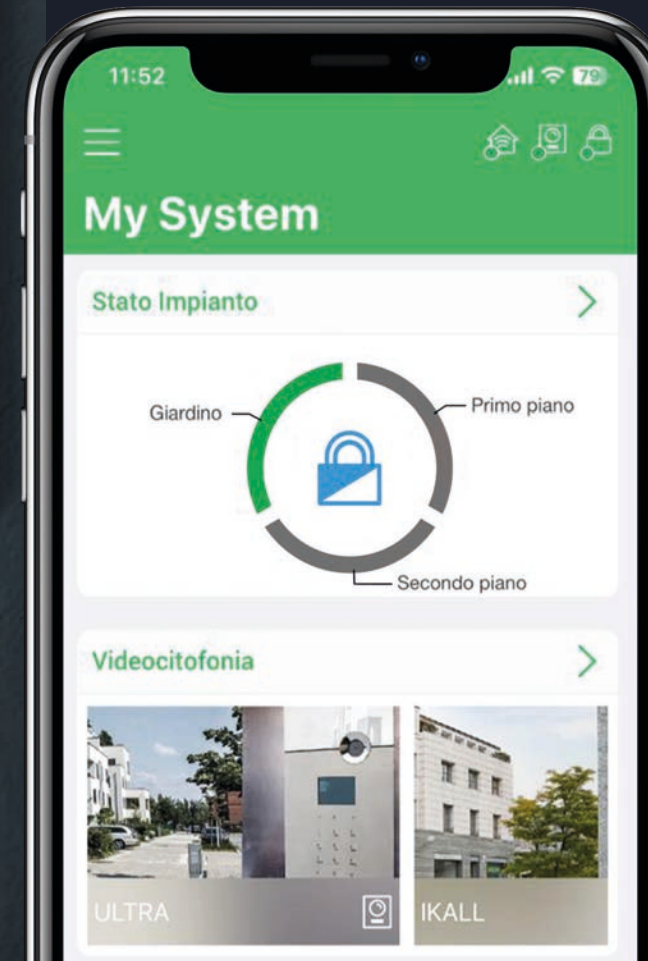 11:52
79
My System
Stato Impianto
Giardino
Primo piano
Secondo piano
Videocitofonia
ULTRA
IKALL